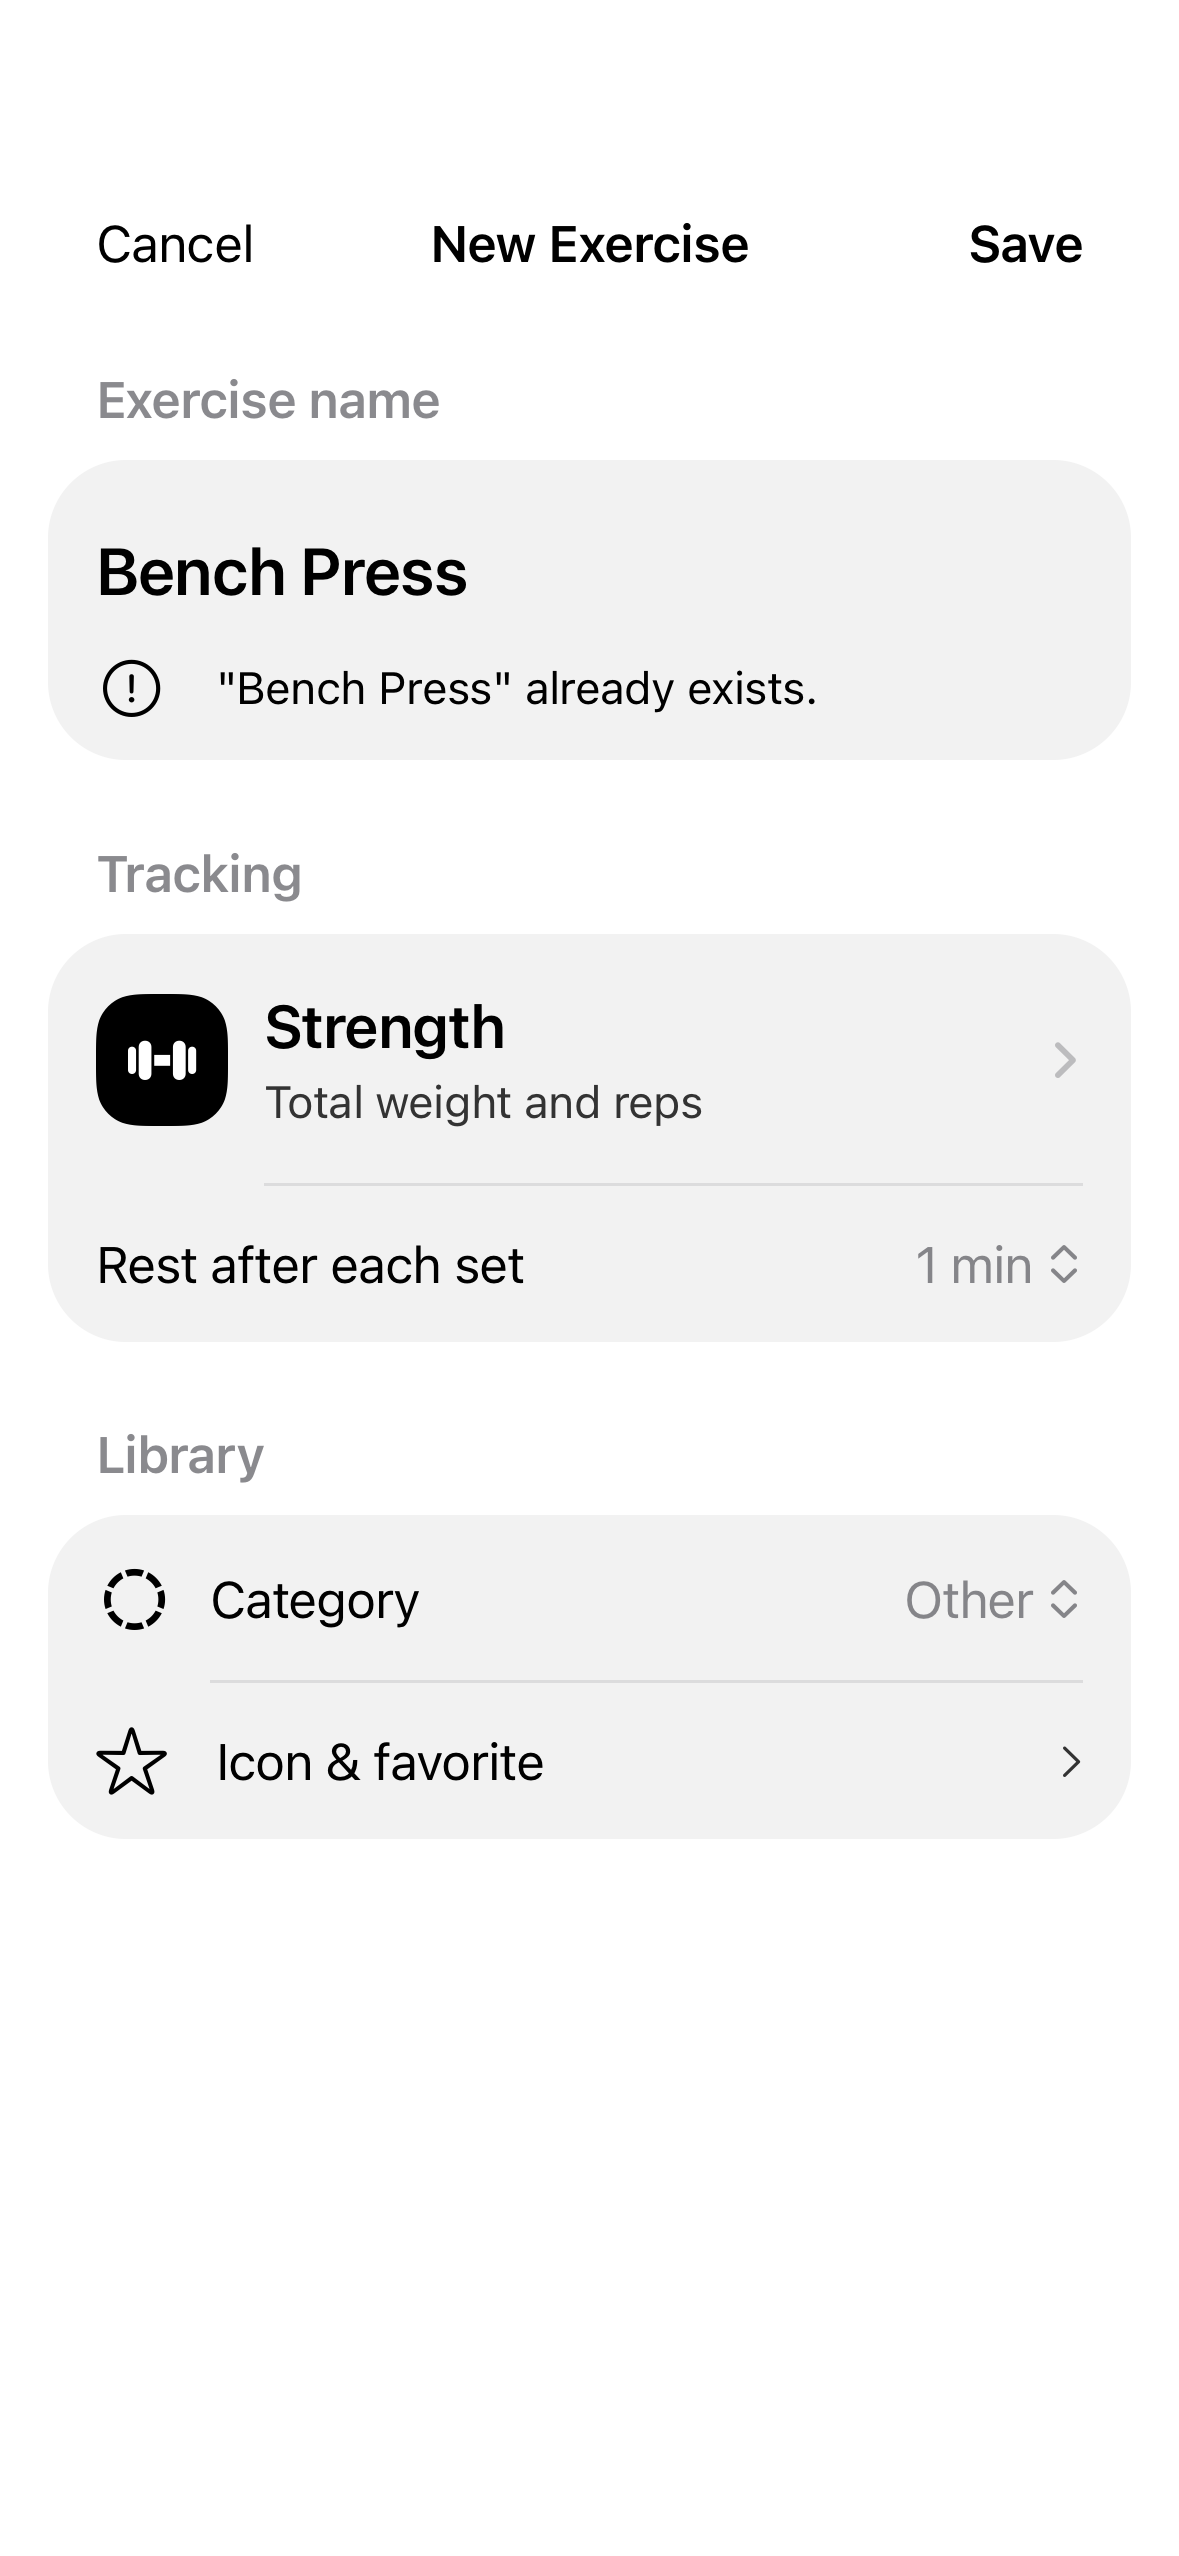 Cancel
New Exercise
Save
Exercise name
Bench Press
"Bench Press" already exists.
Tracking
Strength
Total weight and reps
Rest after each set
1 min
Library
Category
Other
Icon & favorite